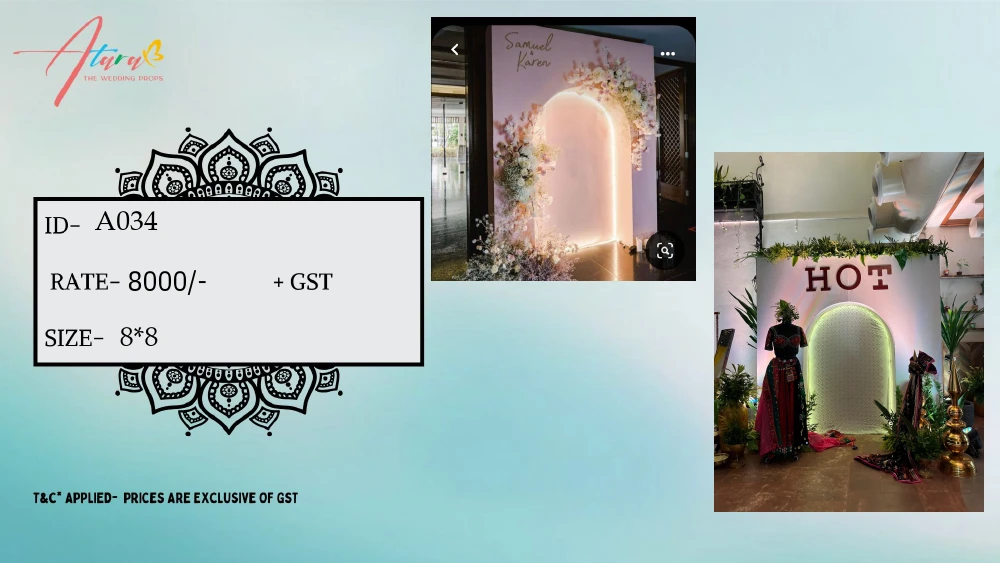 Atura
THE WEDDING PROPS
ID- A034
RATE- 8000/- + GST
SIZE- 8*8
T&C* APPLIED- PRICES ARE EXCLUSIVE OF GST
Samuel
&
Karen
HOT